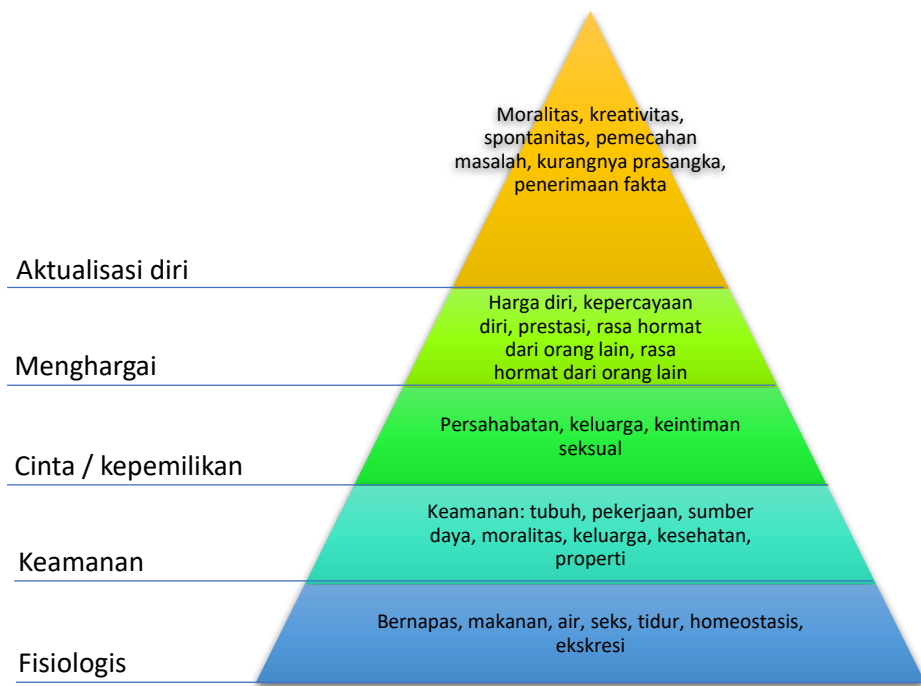 Moralitas, kreativitas,
spontanitas, pemecahan
masalah, kurangnya prasangka,
penerimaan fakta
Aktualisasi diri
Harga diri, kepercayaan
diri, prestasi, rasa hormat
dari orang lain, rasa
hormat dari orang lain
Menghargai
Persahabatan, keluarga, keintiman
seksual
Cinta / kepemilikan
Keamanan: tubuh, pekerjaan, sumber
daya, moralitas, keluarga, kesehatan,
properti
Keamanan
Bernapas, makanan, air, seks, tidur, homeostasis,
ekskresi
Fisiologis